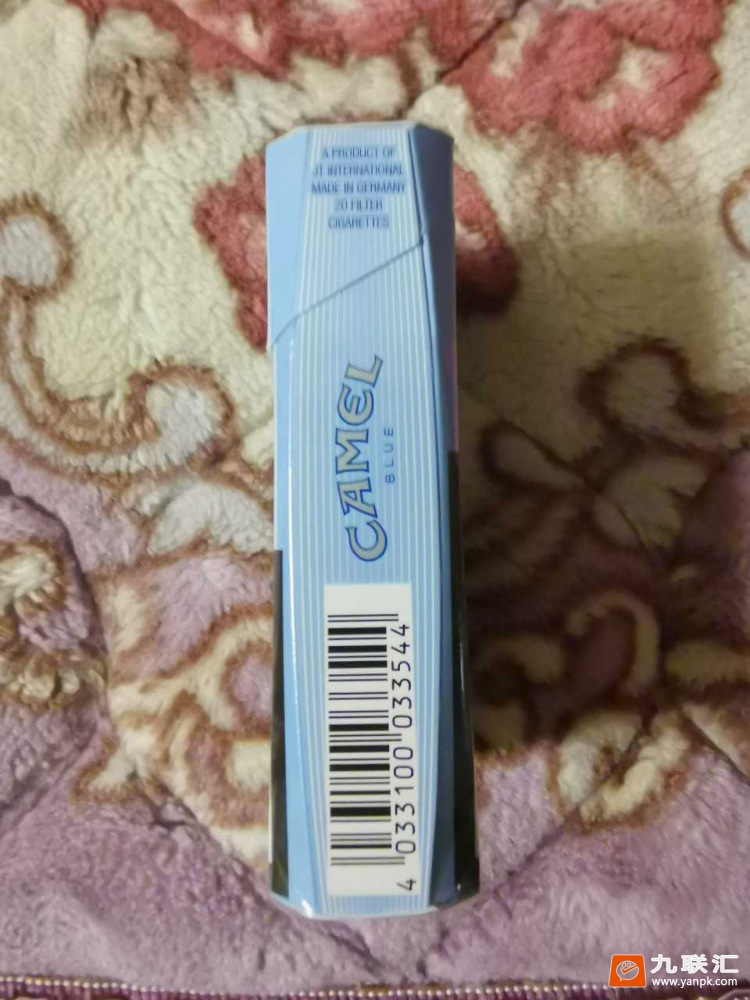 A PRODUCT OF
JT INTERNATIONAL
MADE IN GERMANY
20 FILTER
CIGARETTES
CAMEL
BLUE
4 033100 033544
九联汇
www.yanpk.com